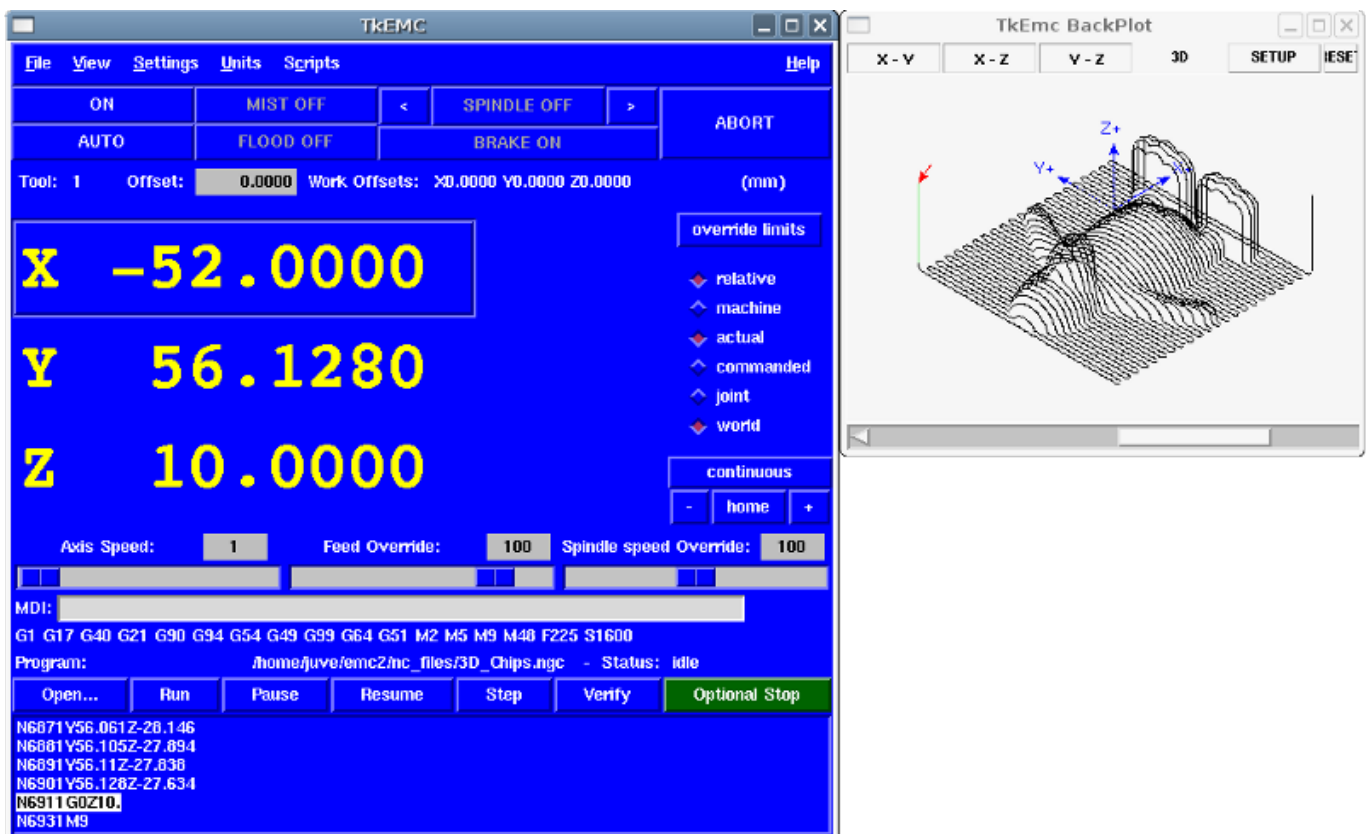 TkEMC
File View Settings Units Scripts Help
ON MIST OFF < SPINDLE OFF > ABORT
AUTO FLOOD OFF BRAKE ON
Tool: 1 Offset: 0.0000 Work Offsets: X0.0000 Y0.0000 Z0.0000 (mm)
override limits
X -52.0000
relative
machine
Y 56.1280
actual
commanded
joint
world
Z 10.0000
continuous
- home +
Axis Speed: 1 Feed Override: 100 Spindle speed Override: 100
MDI:
G1 G17 G40 G21 G90 G94 G54 G49 G99 G64 G51 M2 M5 M9 M48 F225 S1600
Program: /home/juve/emc2/nc_files/3D_Chips.ngc - Status: idle
Open... Run Pause Resume Step Verify Optional Stop
N6871Y56.061Z-28.146
N6881Y56.105Z-27.894
N6891Y56.11Z-27.838
N6901Y56.128Z-27.634
N6911G0Z10.
N6931M9
TkEmc BackPlot
X - Y X - Z Y - Z 3D SETUP RESET
Z+
Y+ X+